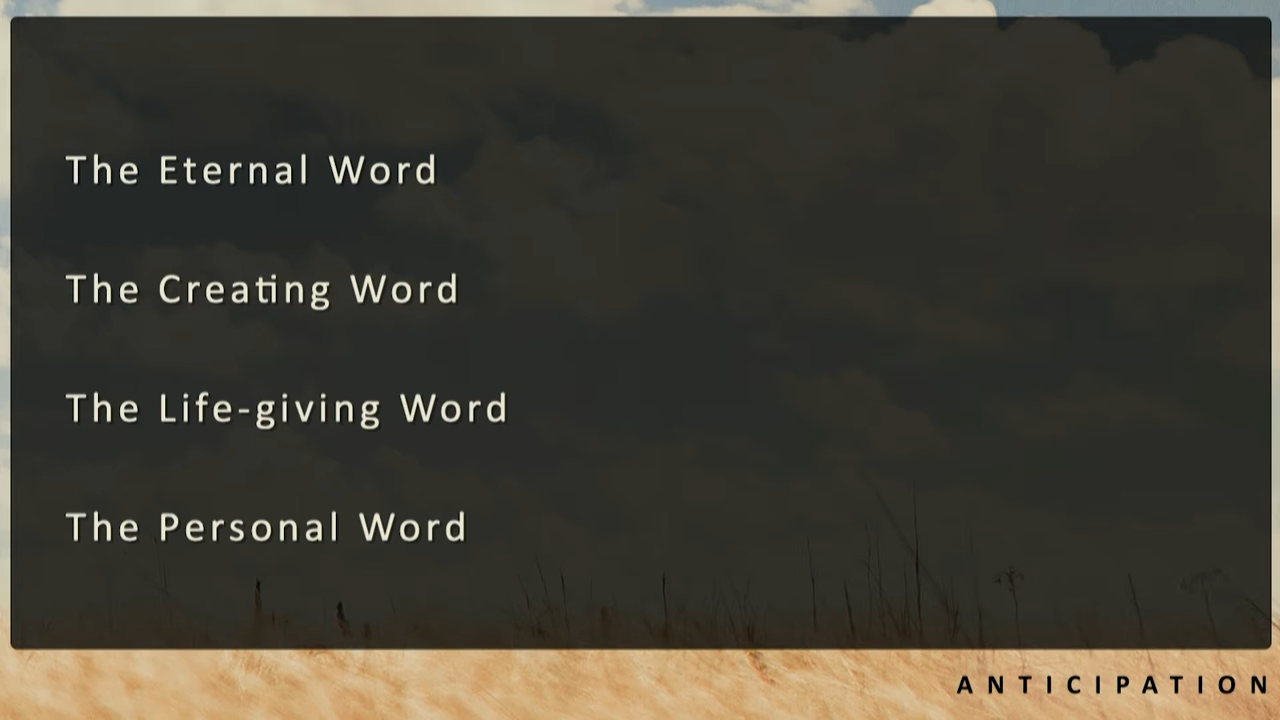 The Eternal Word
The Creating Word
The Life-giving Word
The Personal Word
ANTICIPATION